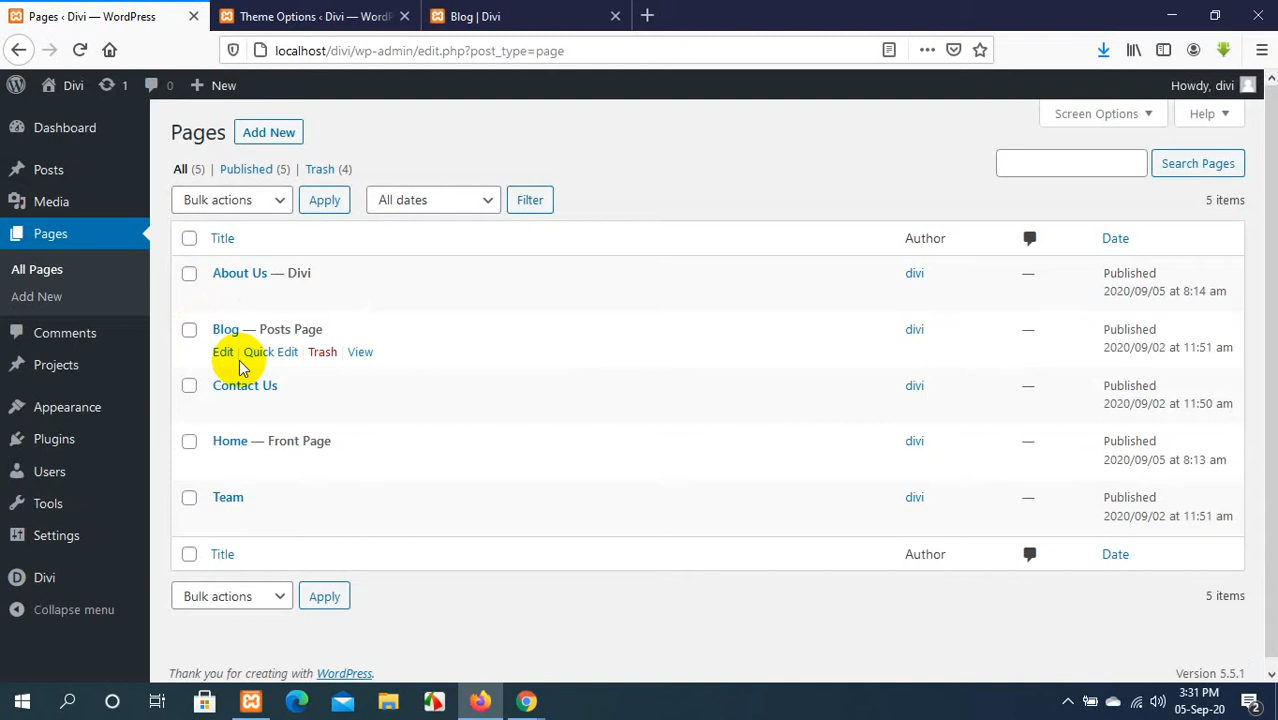 Pages ‹ Divi — WordPress
Theme Options ‹ Divi — WordP
Blog | Divi
localhost/divi/wp-admin/edit.php?post_type=page
Divi
1
0
New
Howdy, divi
Dashboard
Posts
Media
Pages
All Pages
Add New
Comments
Projects
Appearance
Plugins
Users
Tools
Settings
Divi
Collapse menu
Pages
Add New
Screen Options
Help
All (5) | Published (5) | Trash (4)
Search Pages
Bulk actions
Apply
All dates
Filter
5 items
Title
Author
Date
About Us — Divi
divi
—
Published
2020/09/05 at 8:14 am
Blog — Posts Page
Edit | Quick Edit | Trash | View
divi
—
Published
2020/09/02 at 11:51 am
Contact Us
divi
—
Published
2020/09/02 at 11:50 am
Home — Front Page
divi
—
Published
2020/09/05 at 8:13 am
Team
divi
—
Published
2020/09/02 at 11:51 am
Title
Author
Date
Bulk actions
Apply
5 items
Thank you for creating with WordPress.
Version 5.5.1
3:31 PM
05-Sep-20
2